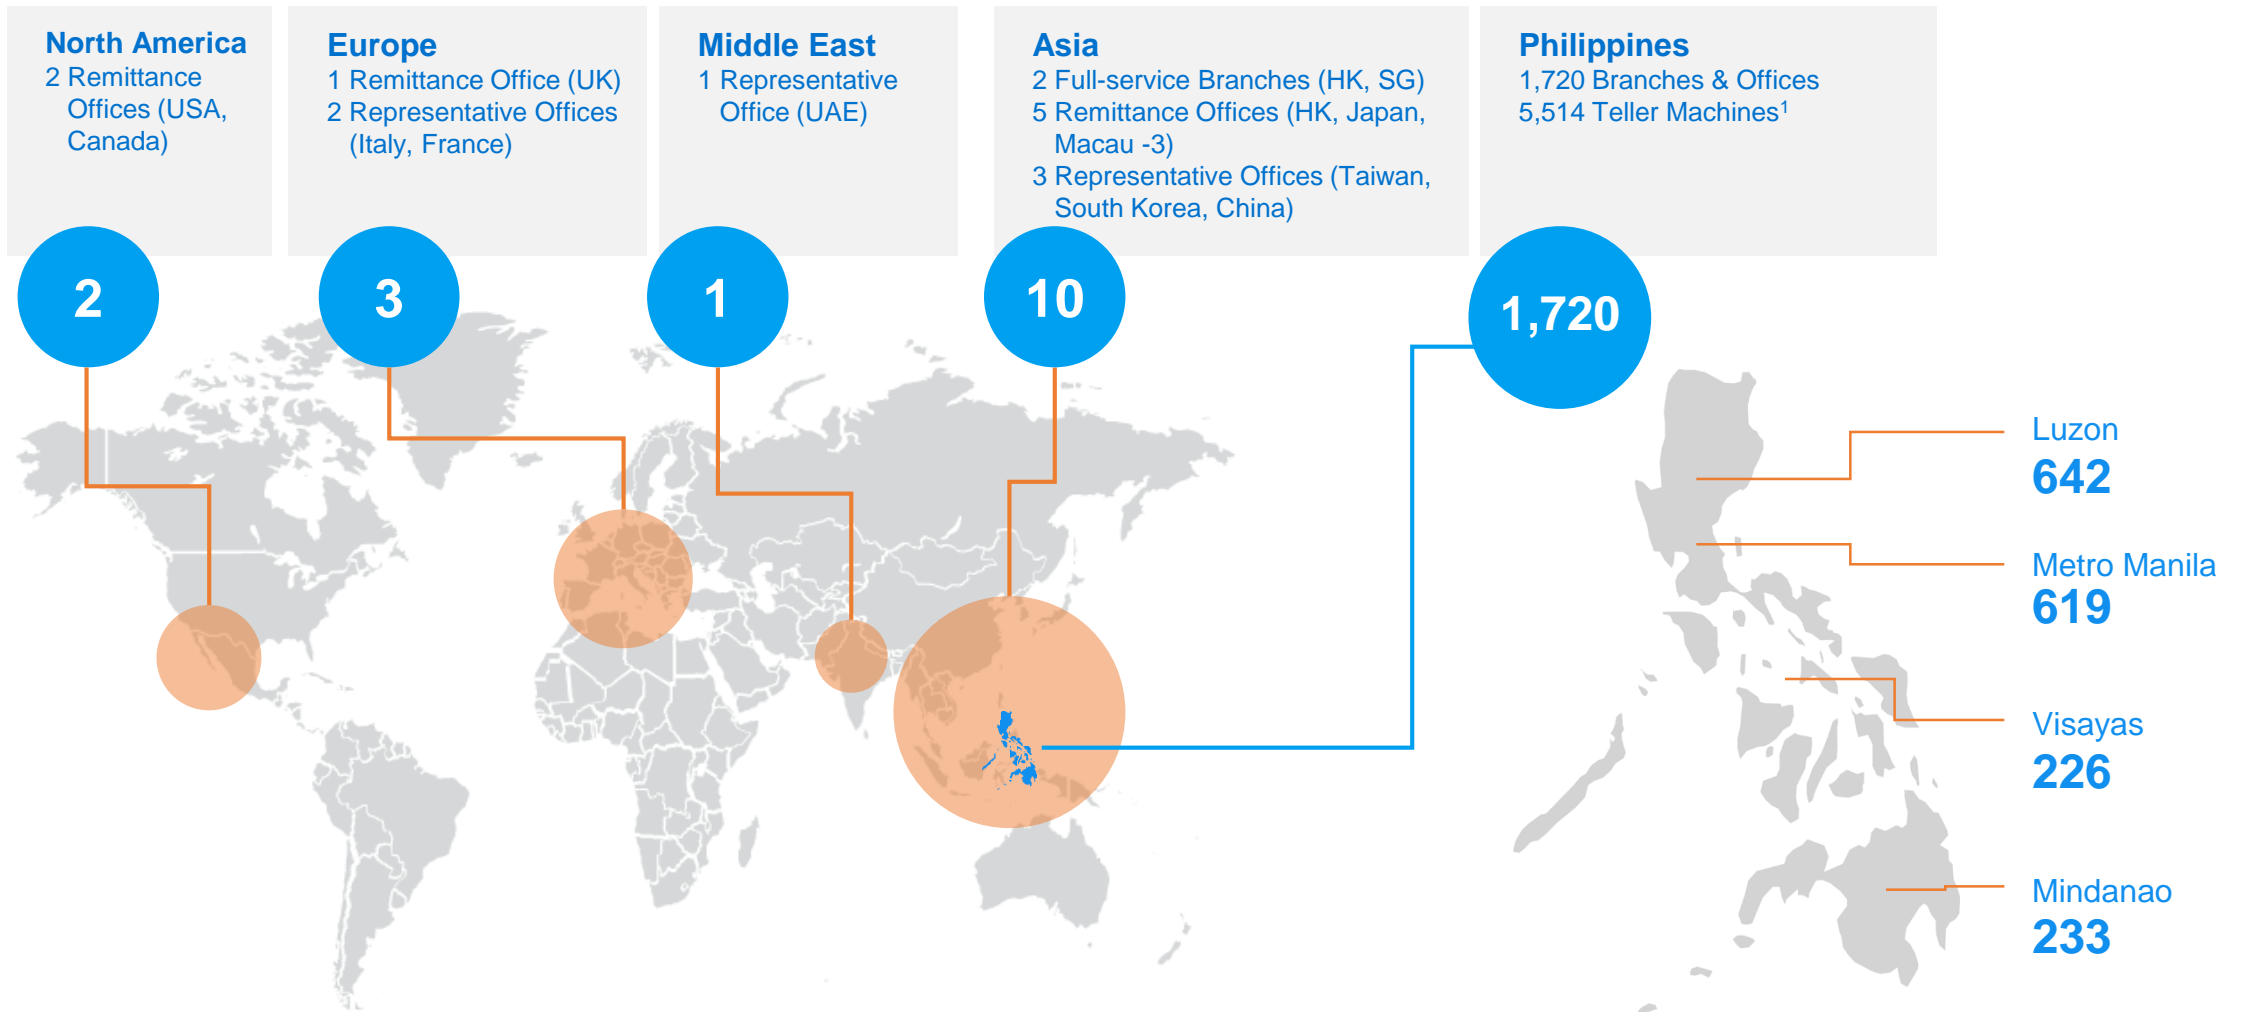 North America
2 Remittance
Offices (USA,
Canada)
Europe
1 Remittance Office (UK)
2 Representative Offices
(Italy, France)
Middle East
1 Representative
Office (UAE)
Asia
2 Full-service Branches (HK, SG)
5 Remittance Offices (HK, Japan,
Macau -3)
3 Representative Offices (Taiwan,
South Korea, China)
Philippines
1,720 Branches & Offices
5,514 Teller Machines¹
2
3
1
10
1,720
Luzon
642
Metro Manila
619
Visayas
226
Mindanao
233